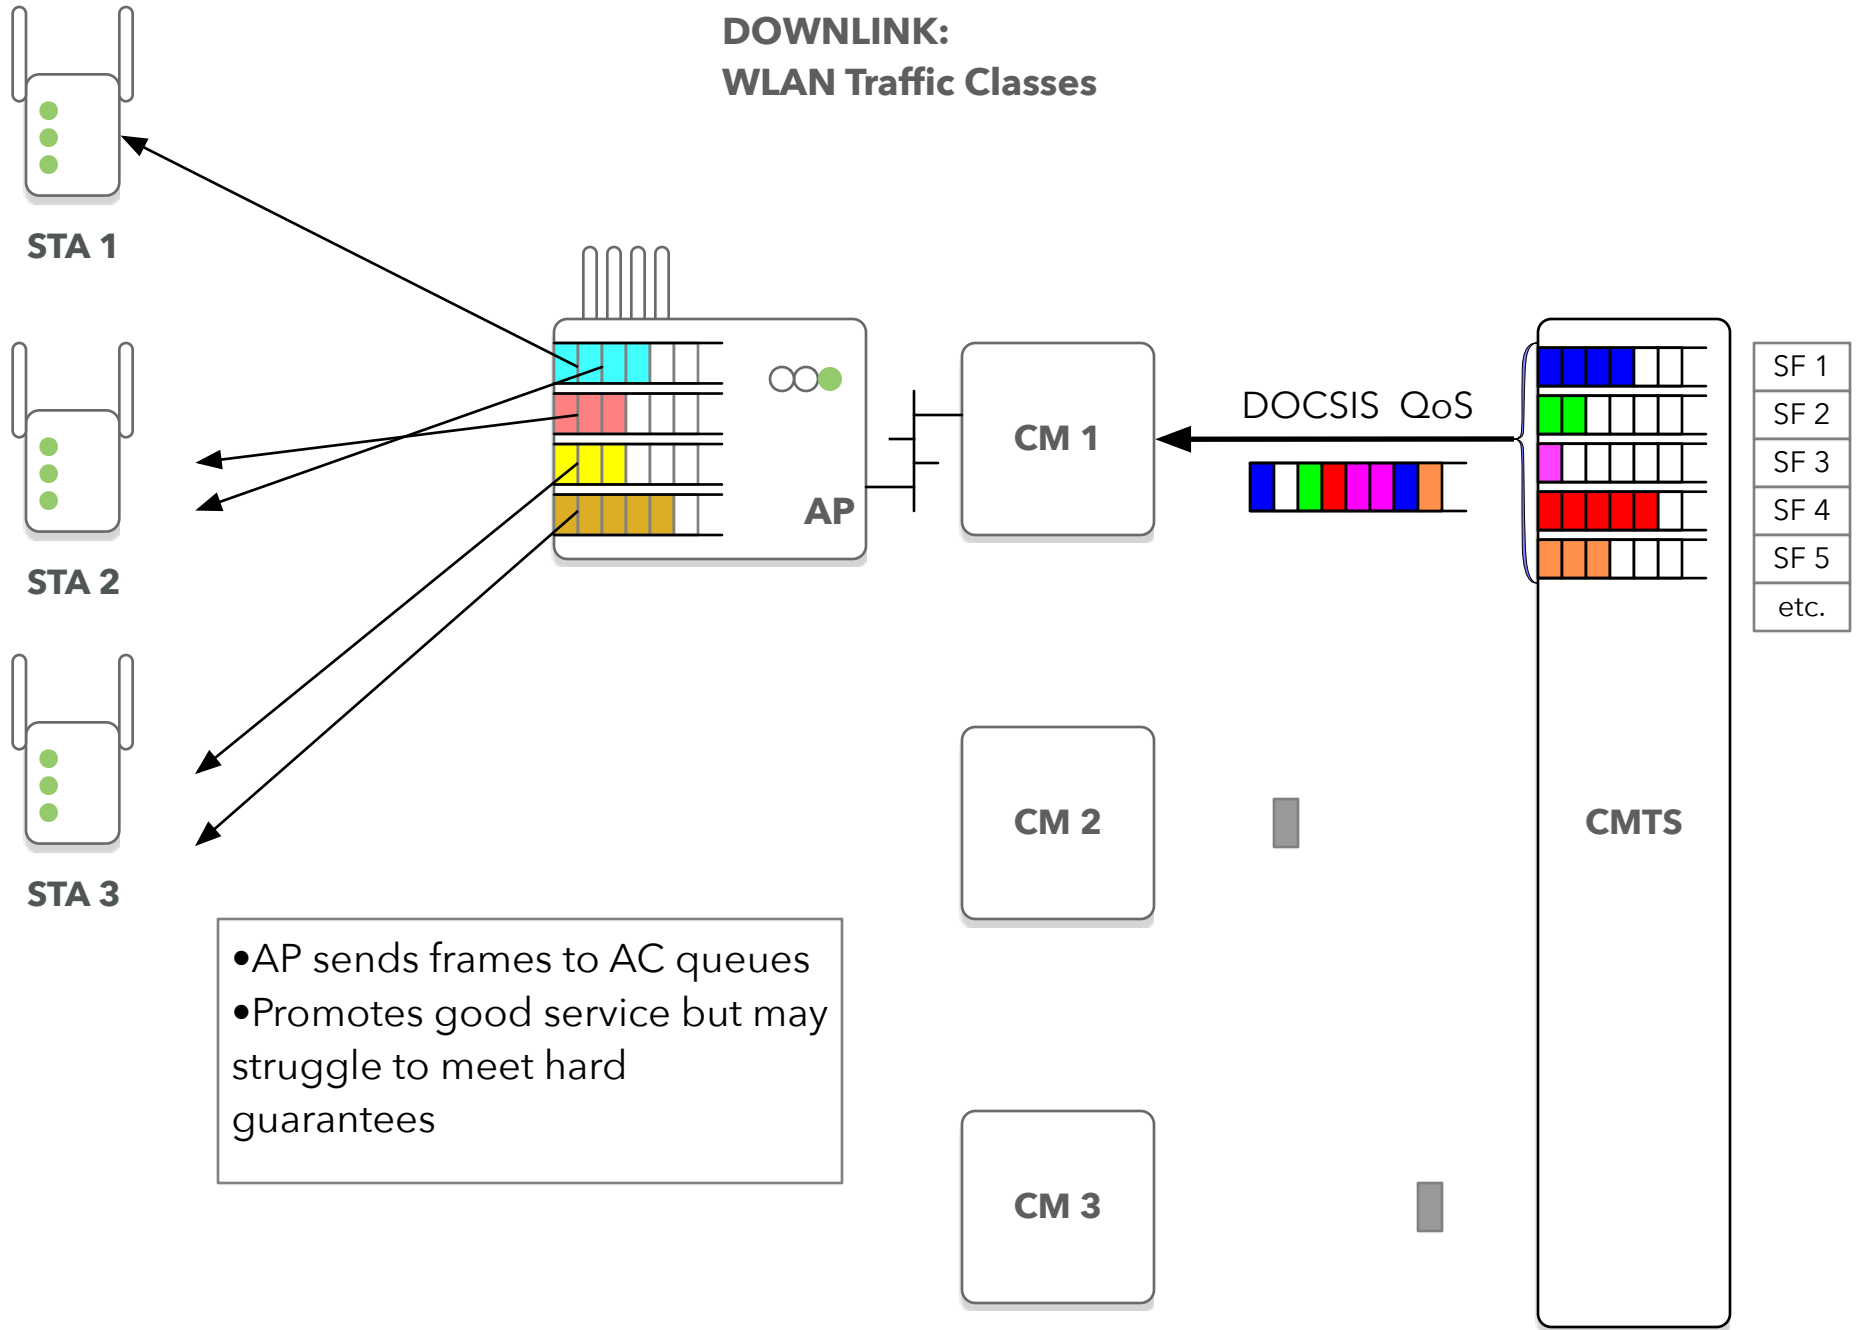 DOWNLINK:
WLAN Traffic Classes
STA 1
STA 2
STA 3
AP
CM 1
DOCSIS QoS
SF 1
SF 2
SF 3
SF 4
SF 5
etc.
CM 2
CMTS
CM 3
•AP sends frames to AC queues
•Promotes good service but may
struggle to meet hard
guarantees